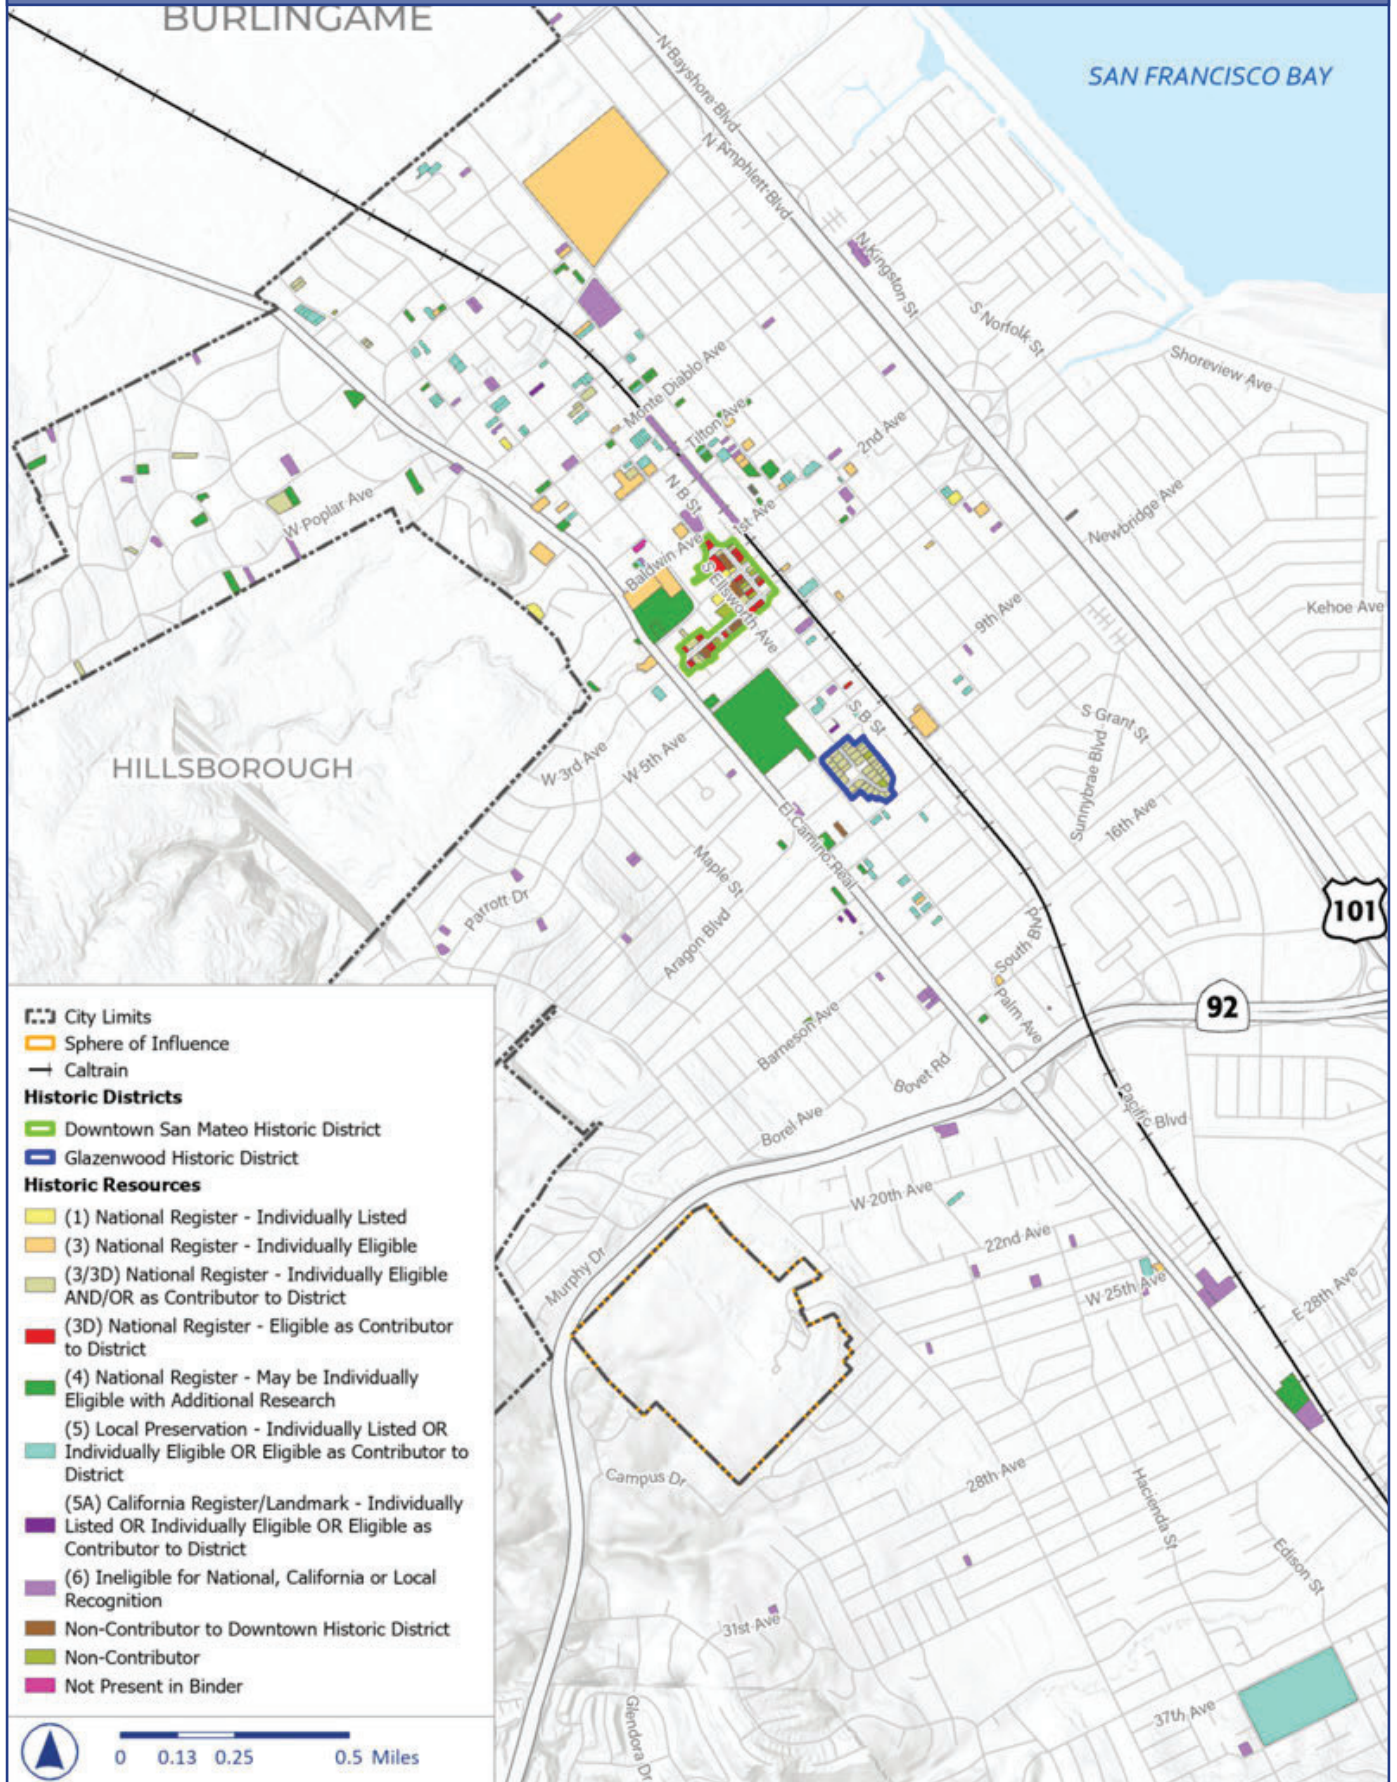 BURLINGAME
SAN FRANCISCO BAY
N Bayshore Blvd
N Amphlett Blvd
N Kingston St
S Norfolk St
Shoreview Ave
Monte Diablo Ave
Tilton Ave
2nd Ave
N B St
1st Ave
Newbridge Ave
W Poplar Ave
Baldwin Ave
S Ellsworth Ave
9th Ave
Kehoe Ave
S B St
S Grant St
Sunnybrae Blvd
16th Ave
HILLSBOROUGH
W 3rd Ave
W 5th Ave
El Camino Real
Maple St
Parrott Dr
Aragon Blvd
101
South Blvd
Palm Ave
92
Barneson Ave
Bovet Rd
Borel Ave
Pacific Blvd
W 20th Ave
22nd Ave
Murphy Dr
W 25th Ave
E 28th Ave
Campus Dr
28th Ave
Hacienda St
Edison St
31st Ave
37th Ave
Glendora Dr
City Limits
Sphere of Influence
Caltrain
Historic Districts
Downtown San Mateo Historic District
Glazenwood Historic District
Historic Resources
(1) National Register - Individually Listed
(3) National Register - Individually Eligible
(3/3D) National Register - Individually Eligible
AND/OR as Contributor to District
(3D) National Register - Eligible as Contributor
to District
(4) National Register - May be Individually
Eligible with Additional Research
(5) Local Preservation - Individually Listed OR
Individually Eligible OR Eligible as Contributor to
District
(5A) California Register/Landmark - Individually
Listed OR Individually Eligible OR Eligible as
Contributor to District
(6) Ineligible for National, California or Local
Recognition
Non-Contributor to Downtown Historic District
Non-Contributor
Not Present in Binder
0 0.13 0.25 0.5 Miles